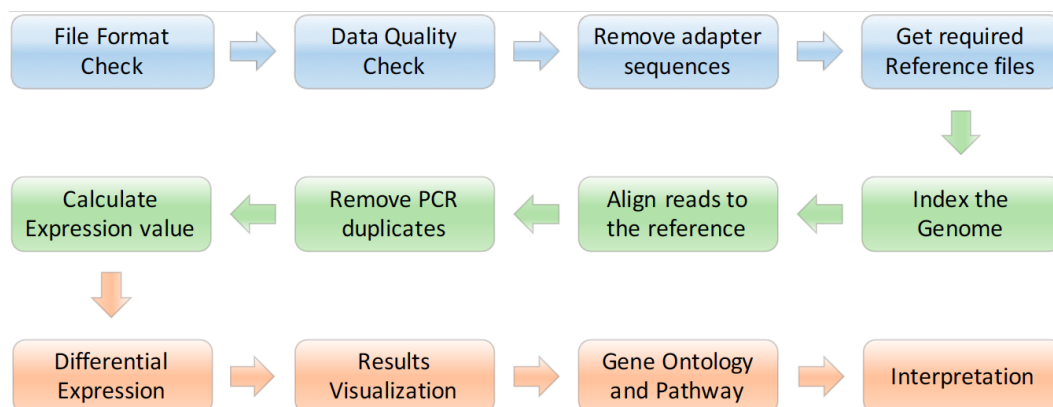 File Format
Check
Data Quality
Check
Remove adapter
sequences
Get required
Reference files
Calculate
Expression value
Remove PCR
duplicates
Align reads to
the reference
Index the
Genome
Differential
Expression
Results
Visualization
Gene Ontology
and Pathway
Interpretation